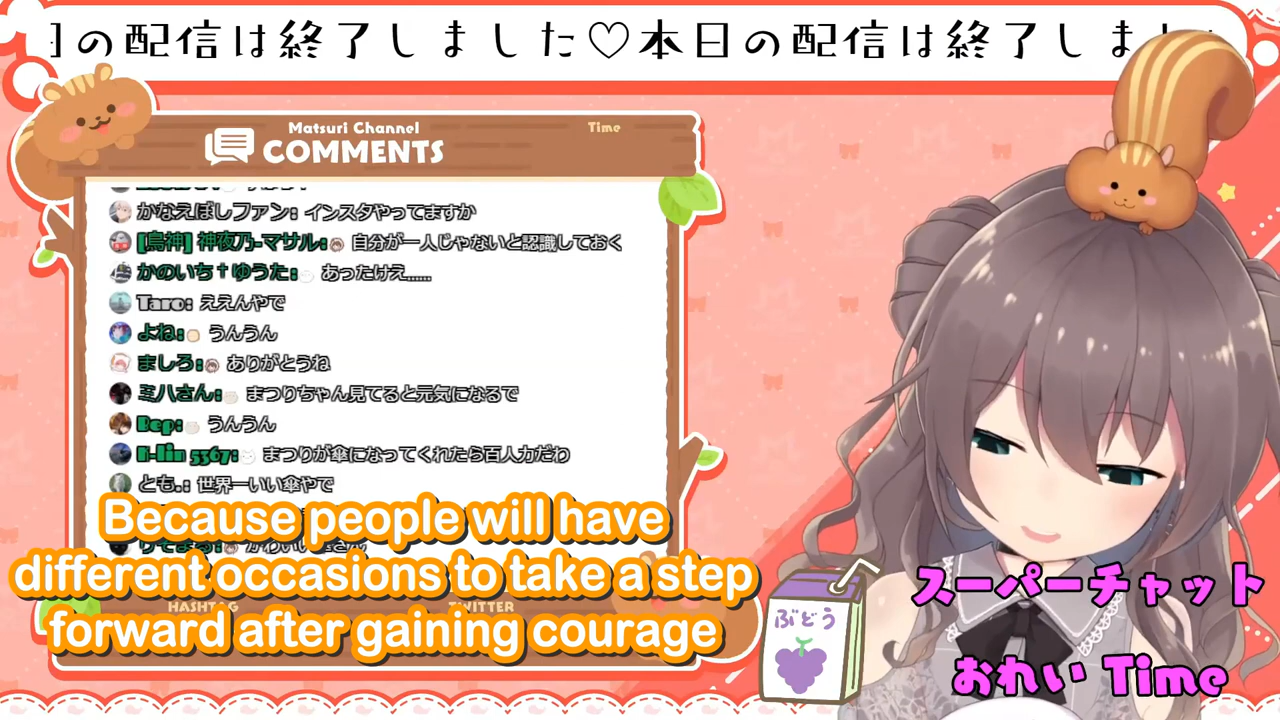 の配信は終了しました♡本日の配信は終了しまし
Matsuri Channel
COMMENTS
Time
かなえぼしファン: インスタやってますか
[鳥神] 神夜乃-マサル: 自分が一人じゃないと認識しておく
かのいち†ゆうた: あったけえ......
Taro: ええんやで
よね: うんうん
ましろ: ありがとうね
ミハさん: まつりちゃん見てると元気になるで
Rep: うんうん
K-Rin 5367: まつりが傘になってくれたら百人力だわ
とも.: 世界一いい傘やで
Because people will have
different occasions to take a step
forward after gaining courage
HASHTAG
TWITTER
ぶどう
スーパーチャット
おれい Time